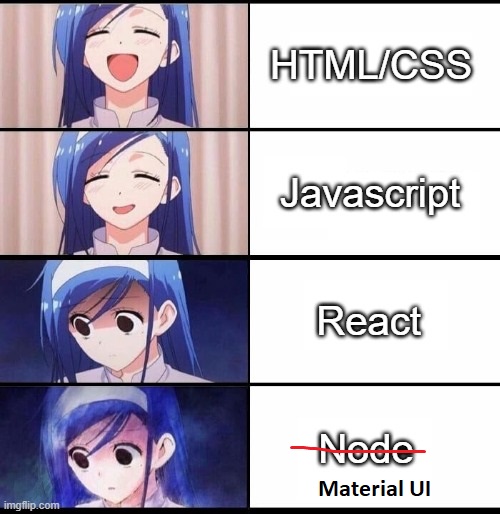 HTML/CSS
Javascript
React
Node
Material UI
imgflip.com